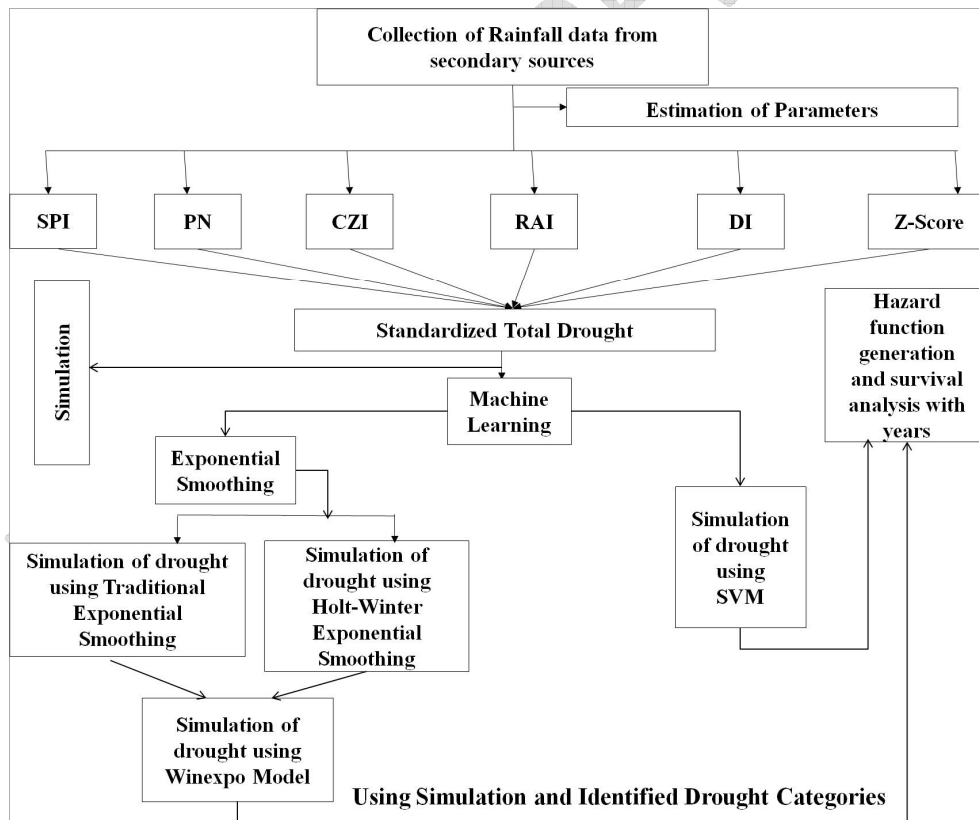 Collection of Rainfall data from
secondary sources
Estimation of Parameters
SPI
PN
CZI
RAI
DI
Z-Score
Standardized Total Drought
Simulation
Hazard
function
generation
and survival
analysis with
years
Machine
Learning
Exponential
Smoothing
Simulation
of drought
using
SVM
Simulation of drought
using Traditional
Exponential
Smoothing
Simulation of
drought using
Holt-Winter
Exponential
Smoothing
Simulation of
drought using
Winexpo Model
Using Simulation and Identified Drought Categories